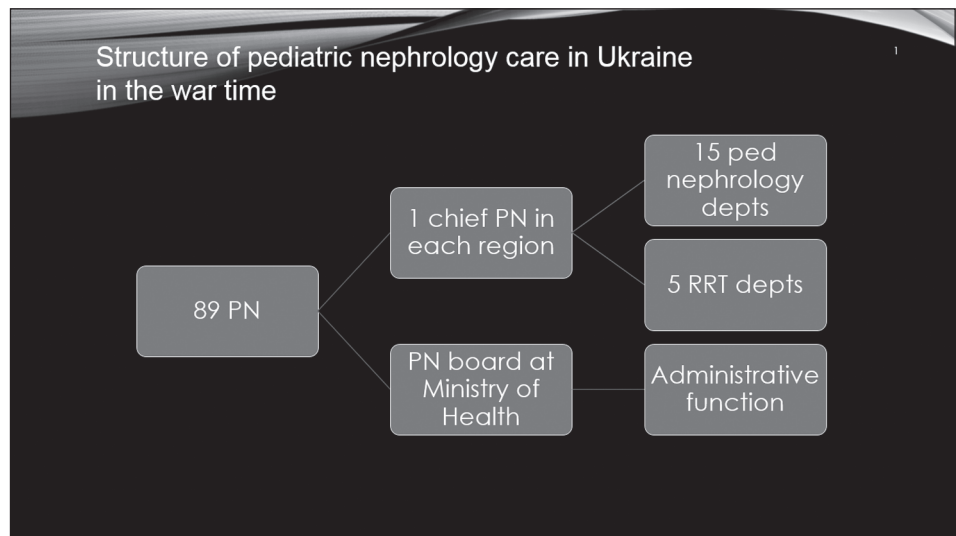 Structure of pediatric nephrology care in Ukraine
in the war time
1
89 PN
1 chief PN in
each region
15 ped
nephrology
depts
5 RRT depts
PN board at
Ministry of
Health
Administrative
function